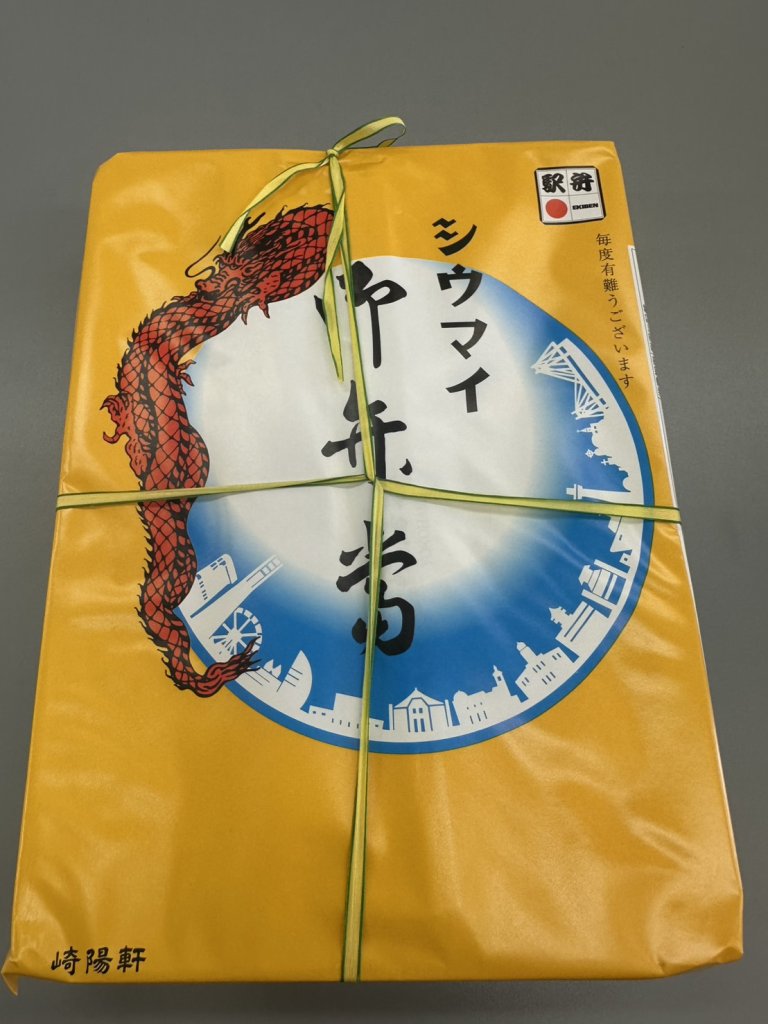 駅弁
EKIBEN
毎度有難うございます
シウマイ
御弁当
崎陽軒